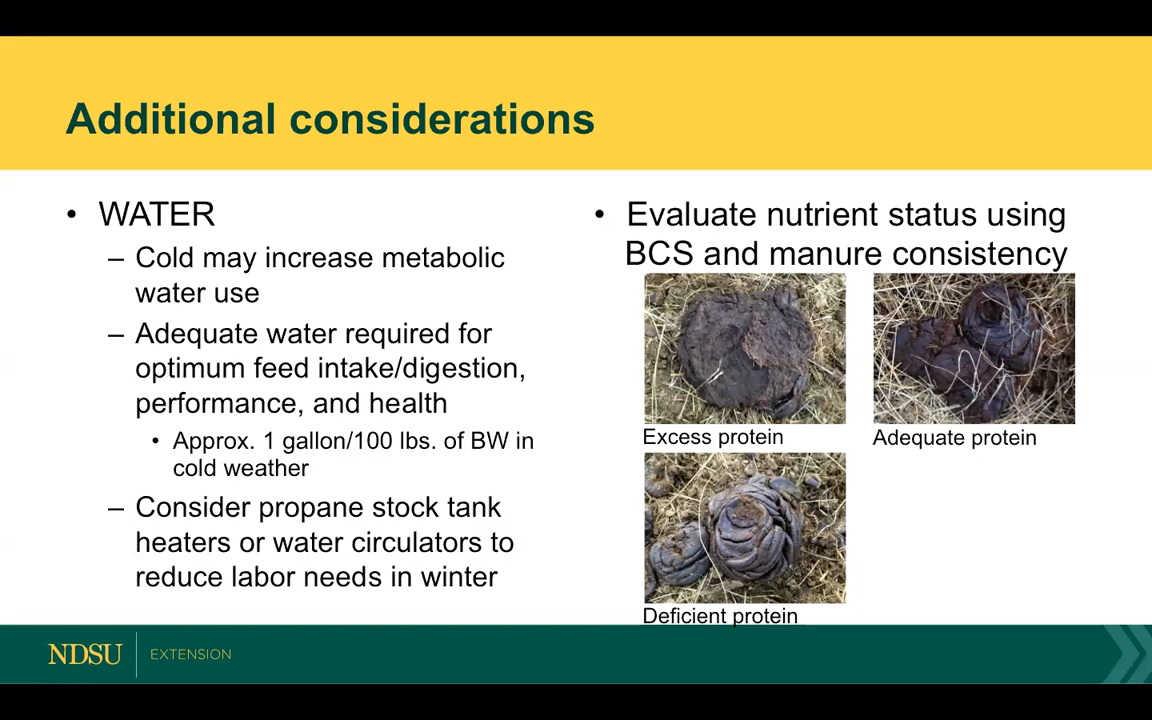 Additional considerations
• WATER
– Cold may increase metabolic
water use
– Adequate water required for
optimum feed intake/digestion,
performance, and health
• Approx. 1 gallon/100 lbs. of BW in
cold weather
– Consider propane stock tank
heaters or water circulators to
reduce labor needs in winter
• Evaluate nutrient status using
BCS and manure consistency
Excess protein
Adequate protein
Deficient protein
NDSU EXTENSION